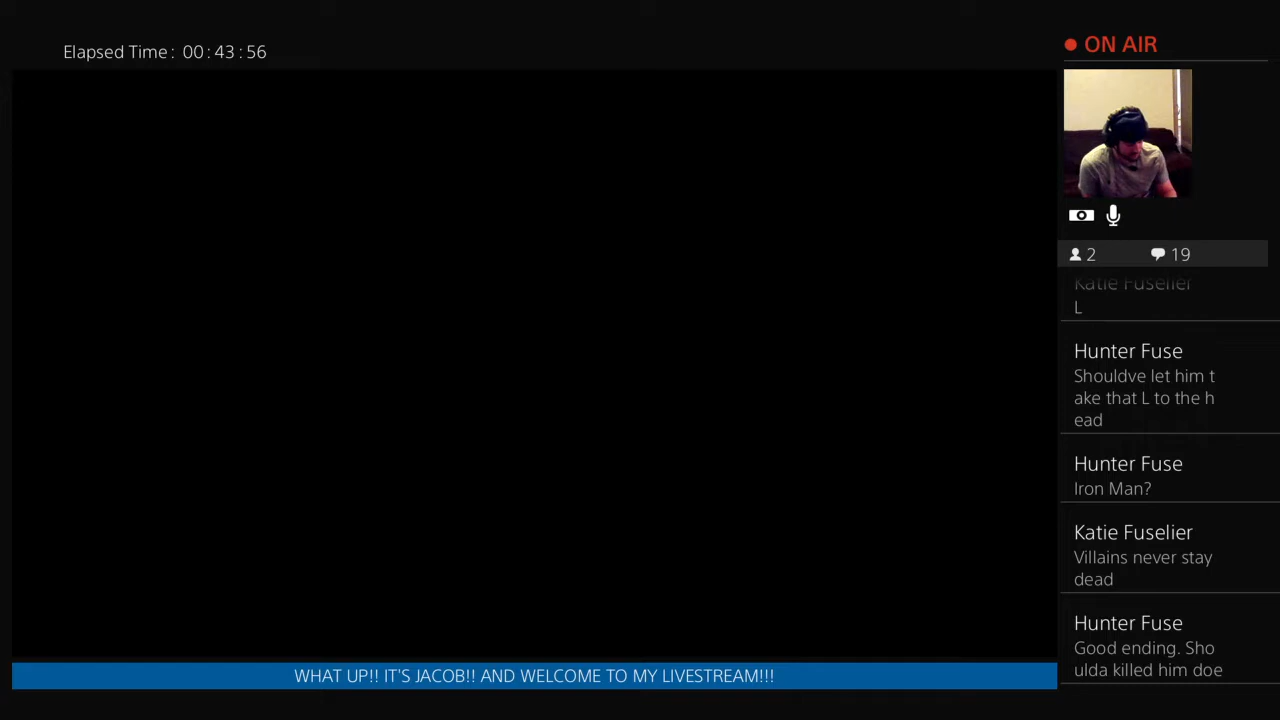 Elapsed Time: 00:43:56
ON AIR
2
19
Katie Fuselier
L
Hunter Fuse
Shouldve let him t
ake that L to the h
ead
Hunter Fuse
Iron Man?
Katie Fuselier
Villains never stay
dead
Hunter Fuse
Good ending. Sho
ulda killed him doe
WHAT UP!! IT'S JACOB!! AND WELCOME TO MY LIVESTREAM!!!